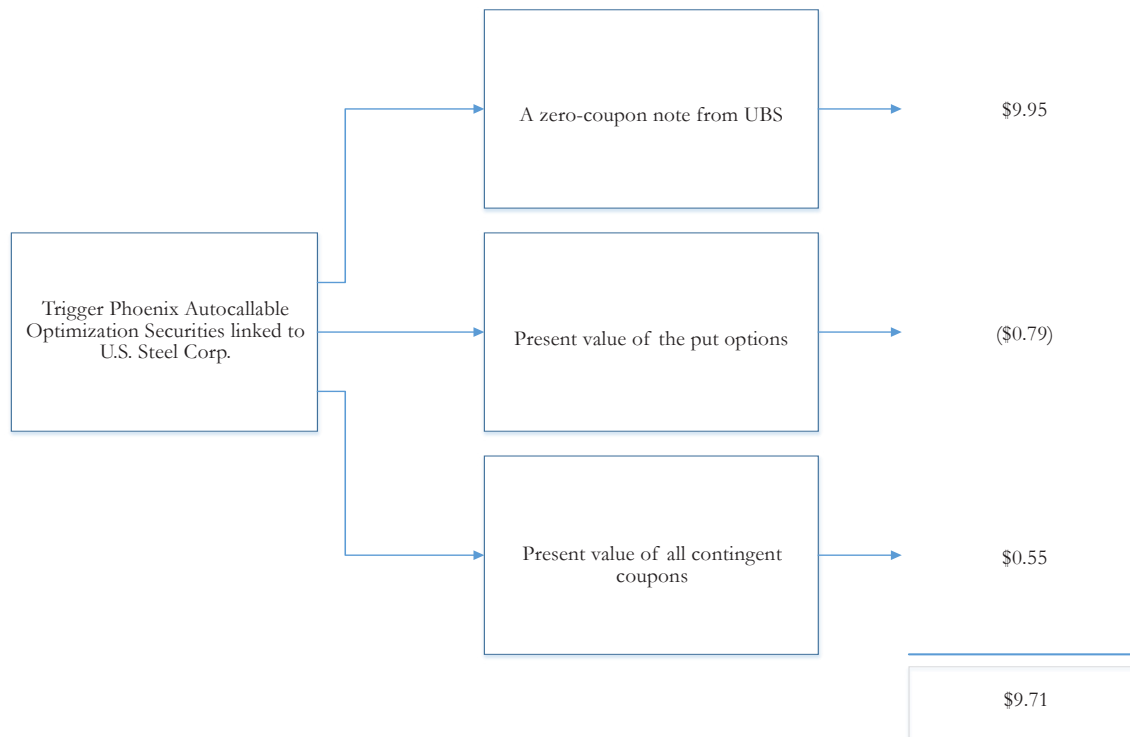 A zero-coupon note from UBS
$9.95
Trigger Phoenix Autocallable
Optimization Securities linked to
U.S. Steel Corp.
Present value of the put options
($0.79)
Present value of all contingent
coupons
$0.55
$9.71